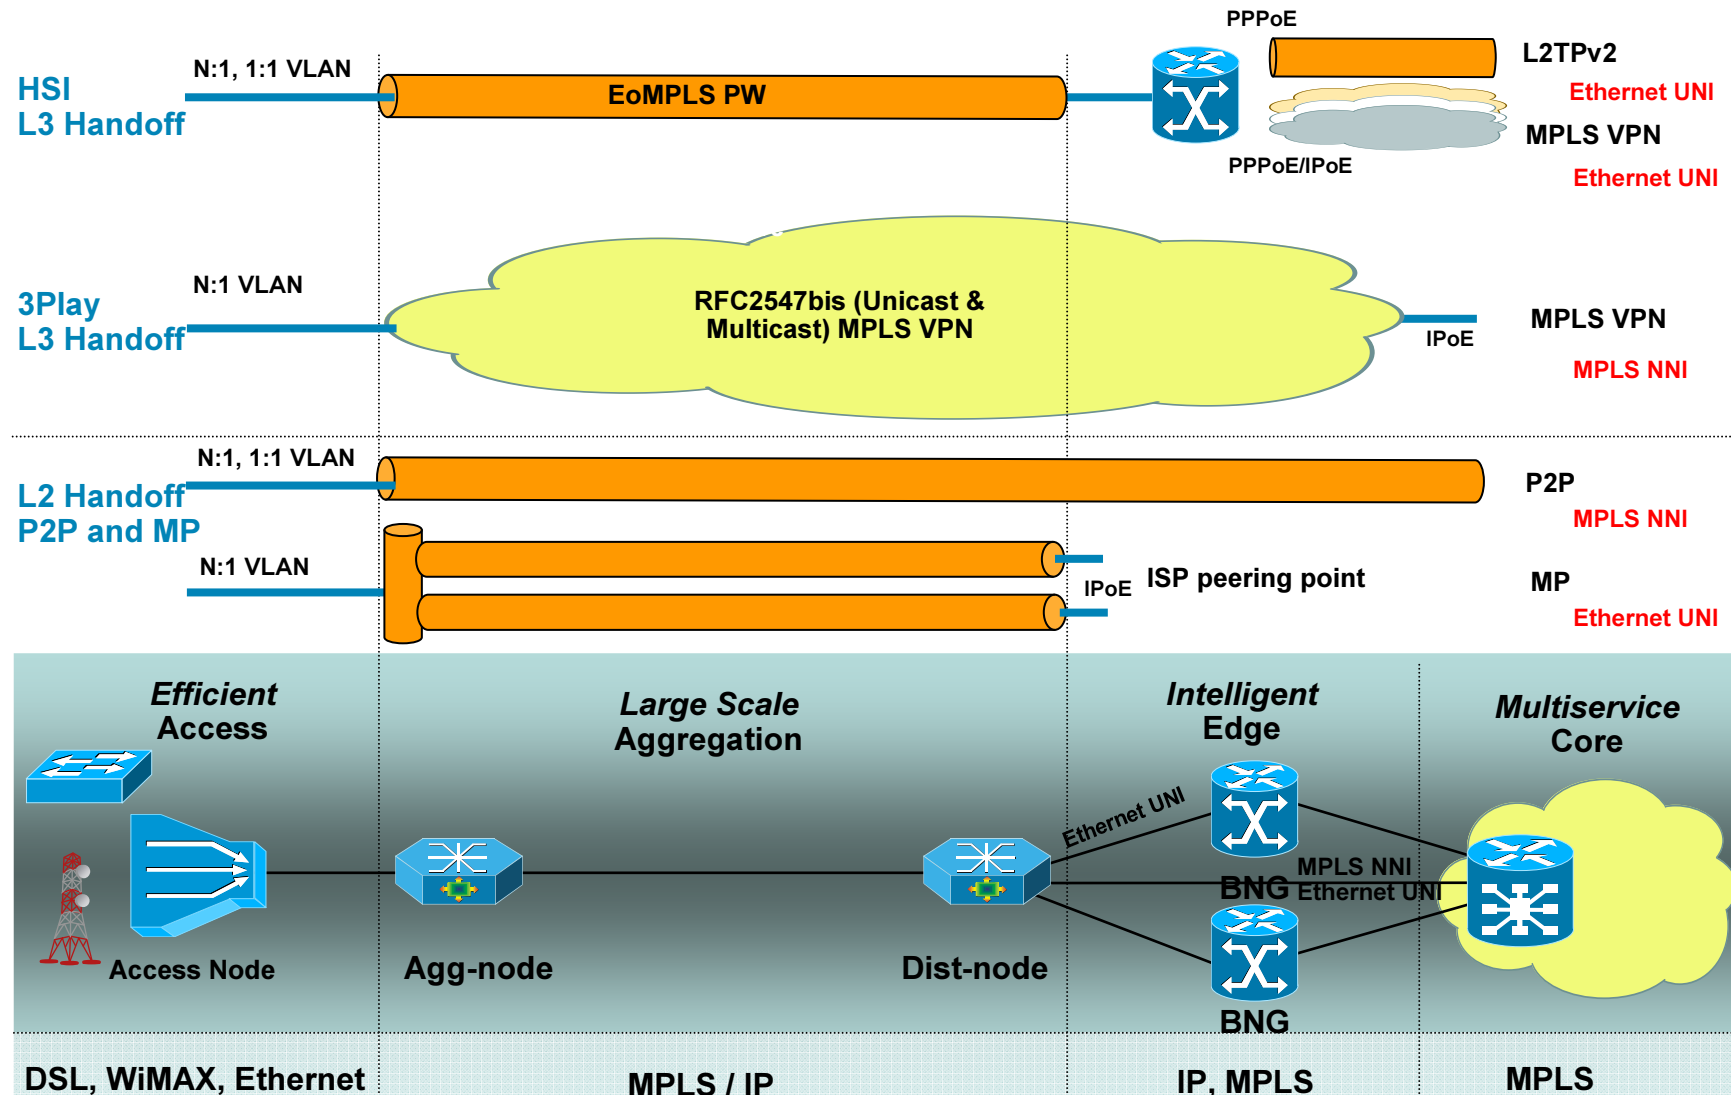 PPPoE
N:1, 1:1 VLAN
L2TPv2
HSI
L3 Handoff
EoMPLS PW
Ethernet UNI
MPLS VPN
PPPoE/IPoE
Ethernet UNI
N:1 VLAN
3Play
L3 Handoff
RFC2547bis (Unicast &
Multicast) MPLS VPN
MPLS VPN
IPoE
MPLS NNI
N:1, 1:1 VLAN
L2 Handoff
P2P and MP
P2P
MPLS NNI
N:1 VLAN
IPoE
ISP peering point
MP
Ethernet UNI
Efficient
Access
Large Scale
Aggregation
Intelligent
Edge
Multiservice
Core
Ethernet UNI
MPLS NNI
BNG
Ethernet UNI
Access Node
Agg-node
Dist-node
BNG
DSL, WiMAX, Ethernet
MPLS / IP
IP, MPLS
MPLS